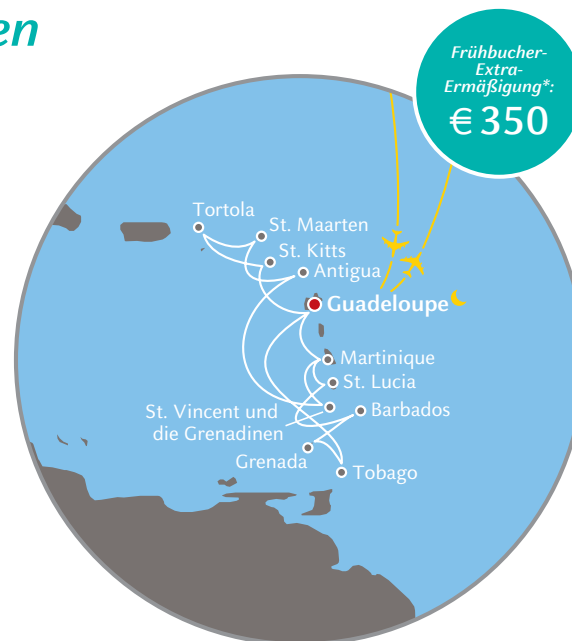 en
Frühbucher-
Extra-
Ermäßigung*:
€ 350
Tortola
St. Maarten
St. Kitts
Antigua
Guadeloupe
Martinique
St. Lucia
St. Vincent und
die Grenadinen
Barbados
Grenada
Tobago